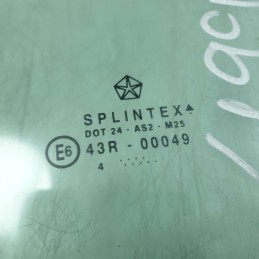 SPLINTEX
DOT 24 - AS2 - M25
E6 43R - 00049
4